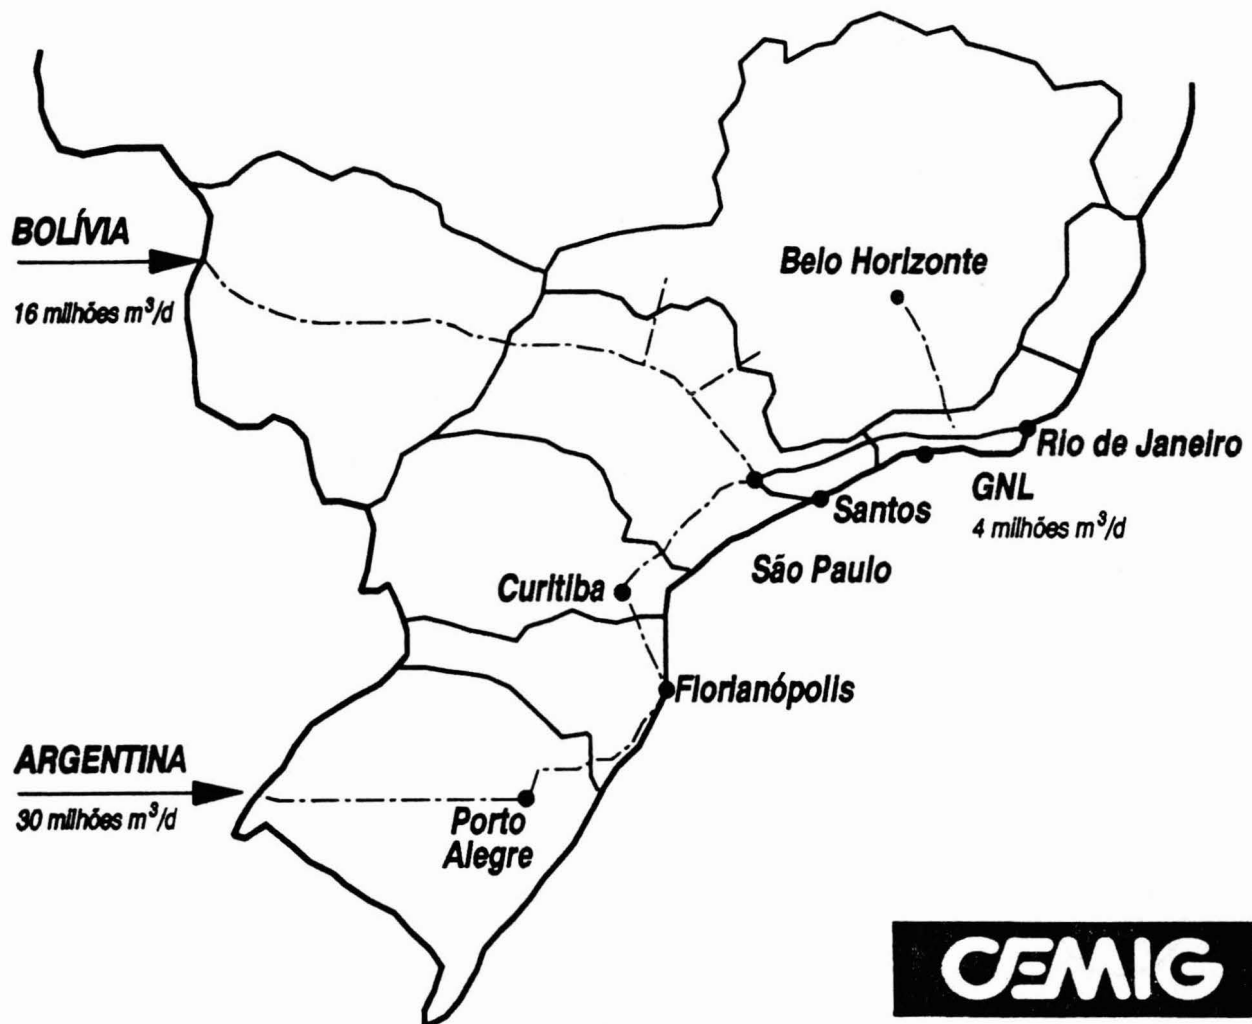 BOLÍVIA
16 milhões m³/d
Belo Horizonte
Rio de Janeiro
GNL
4 milhões m³/d
Santos
São Paulo
Curitiba
Florianópolis
ARGENTINA
30 milhões m³/d
Porto
Alegre
CEMIG